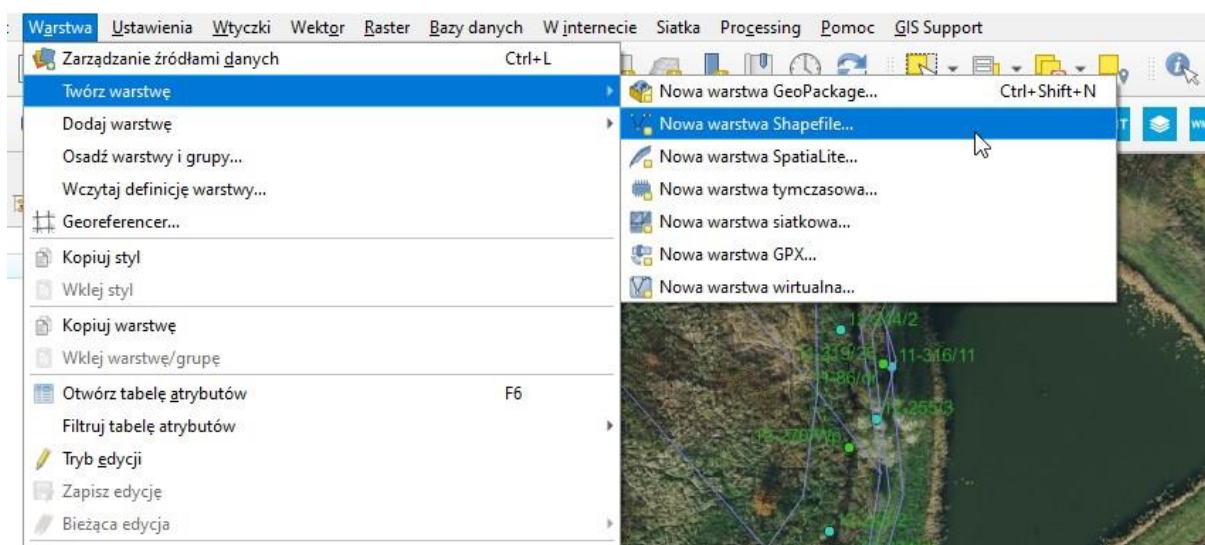 Warstwa Ustawienia Wtyczki Wektor Raster Bazy danych W internecie Siatka Processing Pomoc GIS Support
Zarządzanie źródłami danych Ctrl+L
Twórz warstwę
Nowa warstwa GeoPackage... Ctrl+Shift+N
Dodaj warstwę
Nowa warstwa Shapefile...
Osadź warstwy i grupy...
Nowa warstwa SpatiaLite...
Wczytaj definicję warstwy...
Nowa warstwa tymczasowa...
Georeferencer...
Nowa warstwa siatkowa...
Kopiuj styl
Nowa warstwa GPX...
Wklej styl
Nowa warstwa wirtualna...
Kopiuj warstwę
Wklej warstwę/grupę
11-316/11
Otwórz tabelę atrybutów F6
Filtruj tabelę atrybutów
Tryb edycji
Zapisz edycję
Bieżąca edycja